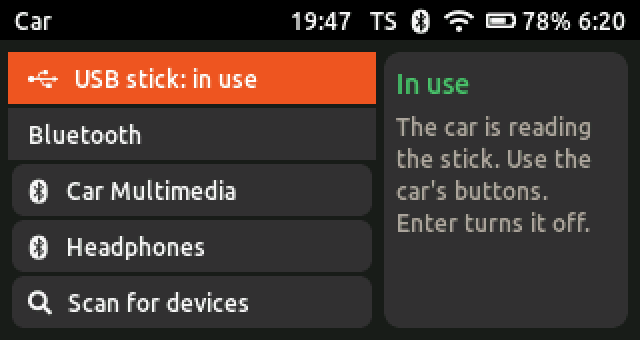 Car 19:47 TS 78% 6:20
USB stick: in use
Bluetooth
Car Multimedia
Headphones
Scan for devices
In use
The car is reading
the stick. Use the
car's buttons.
Enter turns it off.